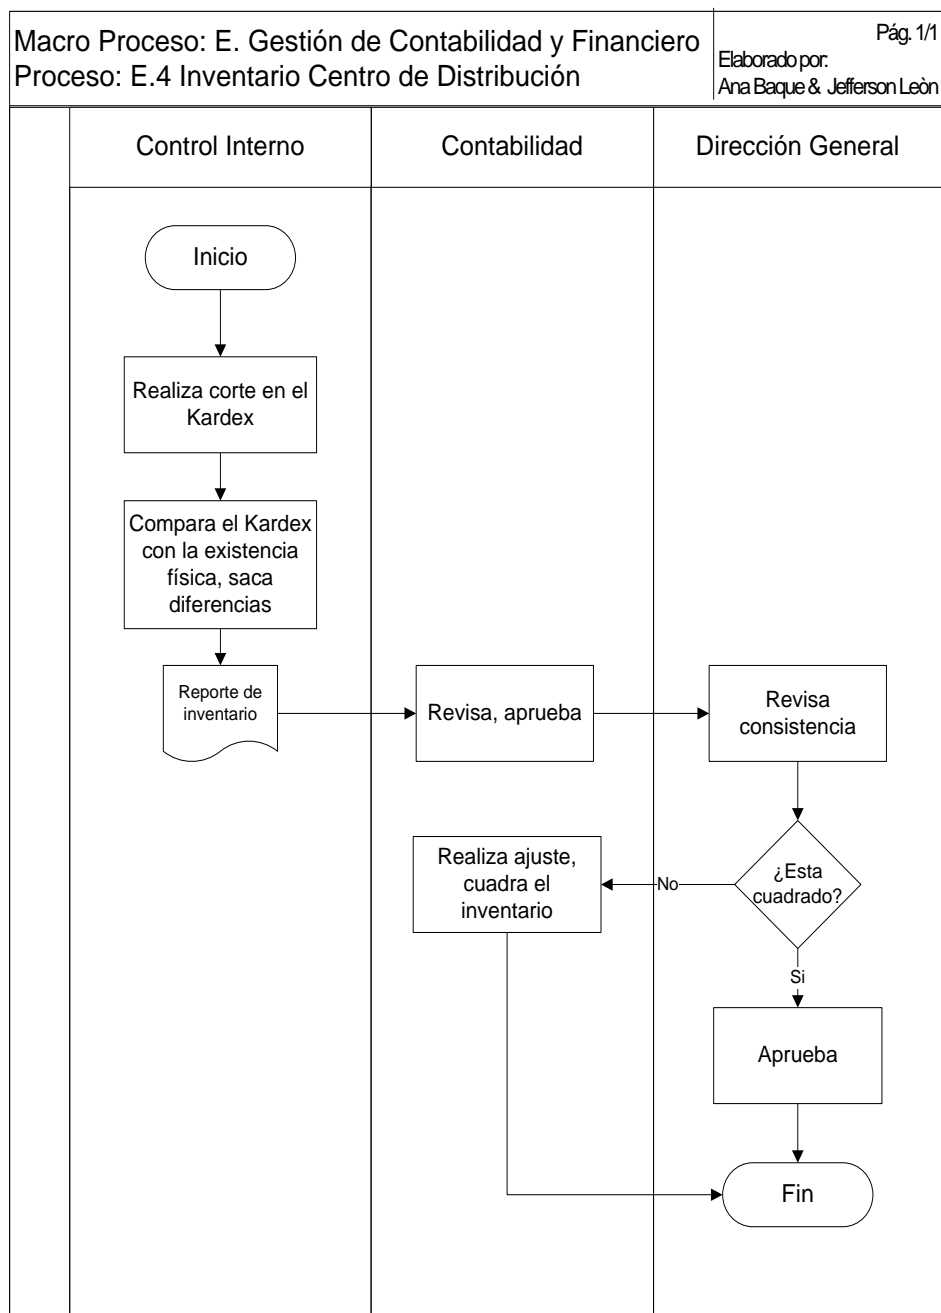 Macro Proceso: E. Gestión de Contabilidad y Financiero
Proceso: E.4 Inventario Centro de Distribución
Pág. 1/1
Elaborado por:
Ana Baque & Jefferson Leòn
Control Interno
Contabilidad
Dirección General
Inicio
Realiza corte en el
Kardex
Compara el Kardex
con la existencia
física, saca
diferencias
Reporte de
inventario
Revisa, aprueba
Revisa
consistencia
Realiza ajuste,
cuadra el
inventario
No
¿Esta
cuadrado?
Si
Aprueba
Fin